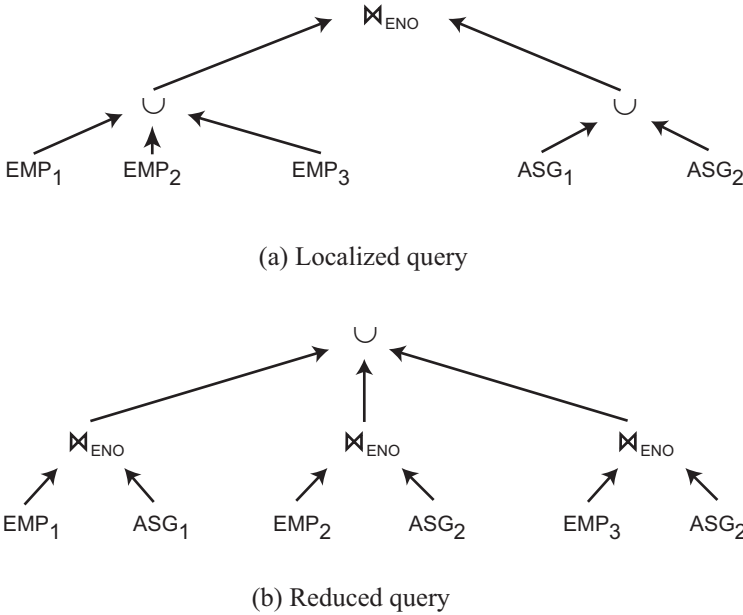 ⋈ENO
∪ ∪
EMP1 EMP2 EMP3 ASG1 ASG2
(a) Localized query
∪
⋈ENO ⋈ENO ⋈ENO
EMP1 ASG1 EMP2 ASG2 EMP3 ASG2
(b) Reduced query